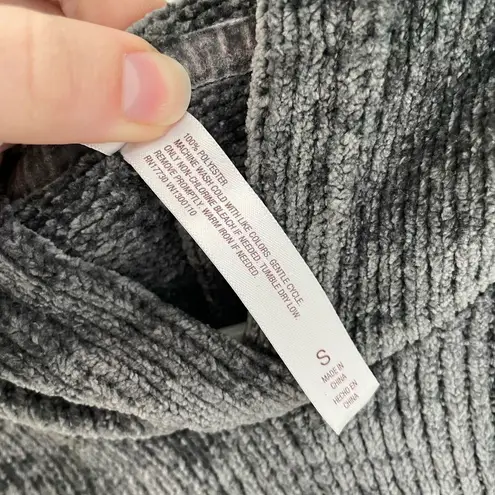 100% POLYESTER
MACHINE WASH COLD WITH LIKE COLORS. GENTLE CYCLE.
ONLY NON-CHLORINE BLEACH IF NEEDED. TUMBLE DRY LOW.
REMOVE PROMPTLY. WARM IRON IF NEEDED.
RN17730 VN1300110
S
MADE IN
CHINA
HECHO EN
CHINA